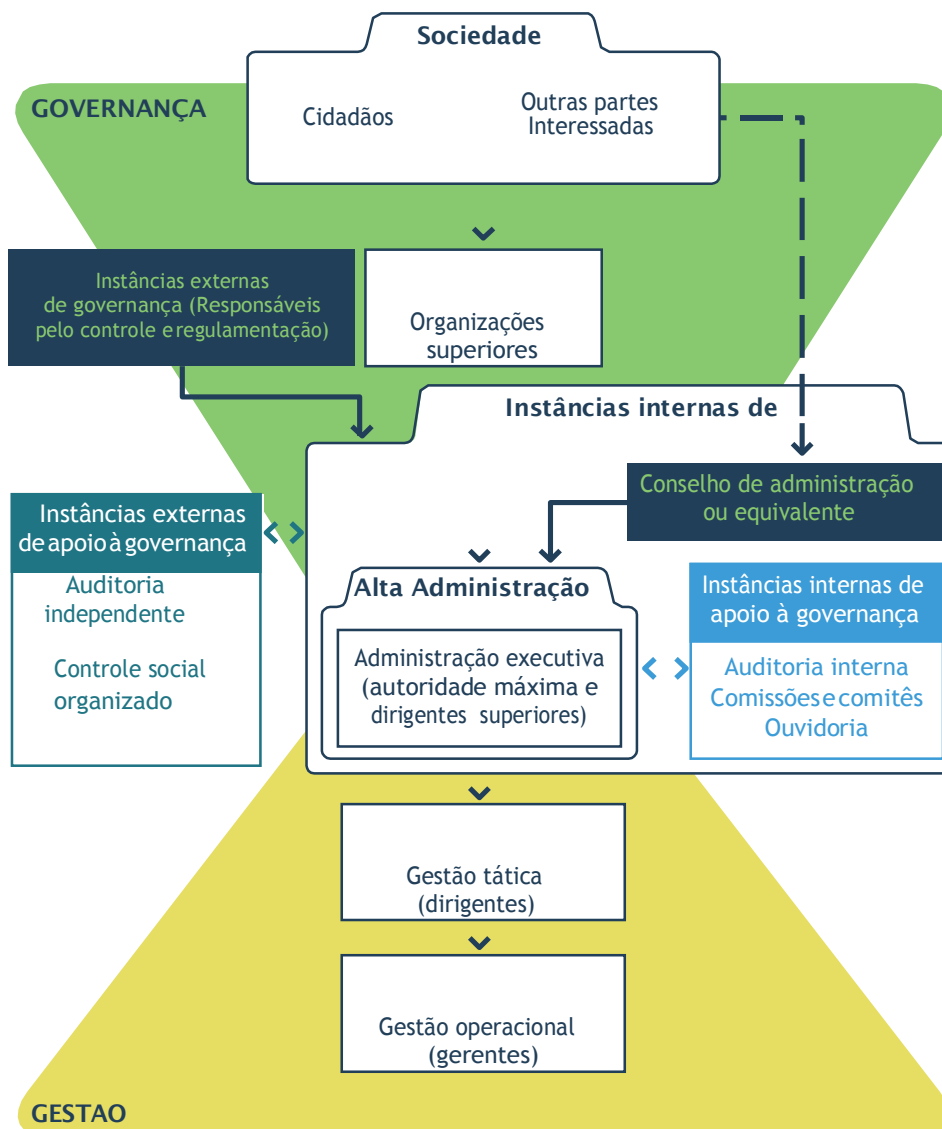 Sociedade
GOVERNANÇA
Cidadãos
Outras partes
Interessadas
Instâncias externas
de governança (Responsáveis
pelo controle e regulamentação)
Organizações
superiores
Instâncias internas de
Conselho de administração
ou equivalente
Instâncias externas
de apoio à governança
Auditoria
independente
Controle social
organizado
Alta Administração
Administração executiva
(autoridade máxima e
dirigentes superiores)
Instâncias internas de
apoio à governança
Auditoria interna
Comissões e comitês
Ouvidoria
Gestão tática
(dirigentes)
Gestão operacional
(gerentes)
GESTAO